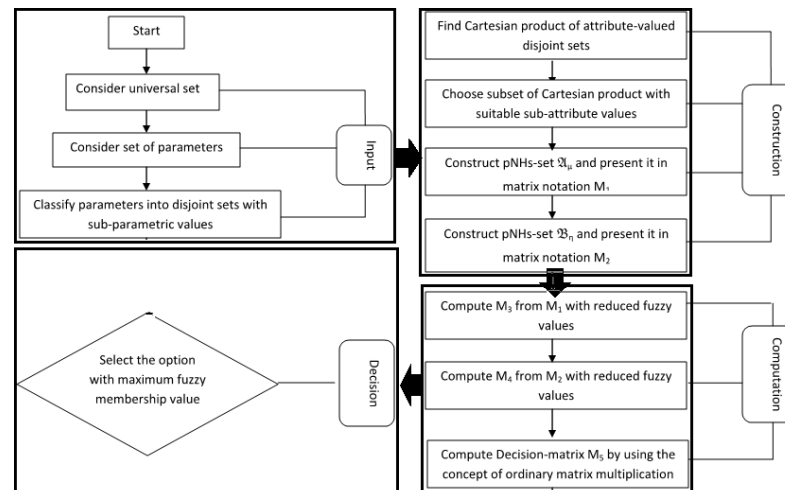 Start
Consider universal set
Consider set of parameters
Classify parameters into disjoint sets with
sub-parametric values
Input
Find Cartesian product of attribute-valued
disjoint sets
Choose subset of Cartesian product with
suitable sub-attribute values
Construct pNHs-set 𝔄μ and present it in
matrix notation M₁
Construct pNHs-set 𝔅η and present it in
matrix notation M₂
Construction
Compute M₃ from M₁ with reduced fuzzy
values
Compute M₄ from M₂ with reduced fuzzy
values
Compute Decision-matrix M₅ by using the
concept of ordinary matrix multiplication
Computation
Select the option
with maximum fuzzy
membership value
Decision